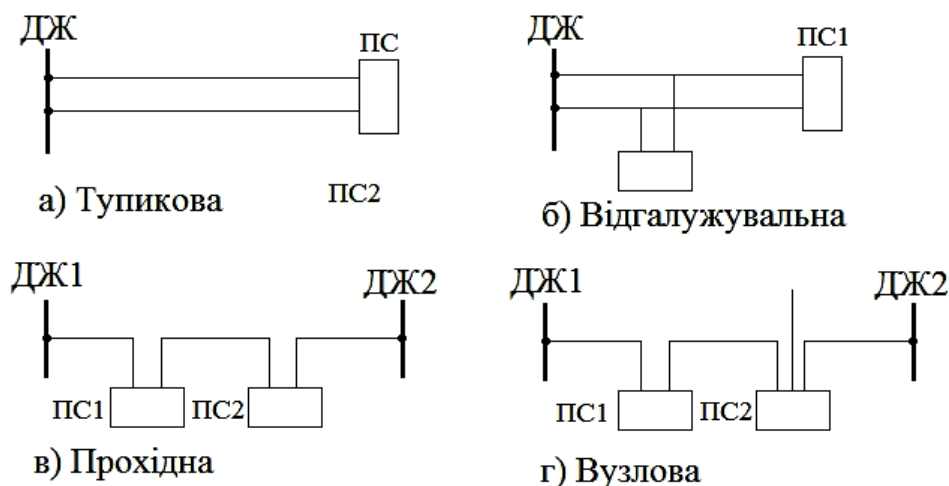 ДЖ
ПС
ДЖ
ПС1
а) Тупикова
ПС2
б) Відгалужувальна
ДЖ1
ДЖ2
ПС1
ПС2
в) Прохідна
ДЖ1
ДЖ2
ПС1
ПС2
г) Вузлова